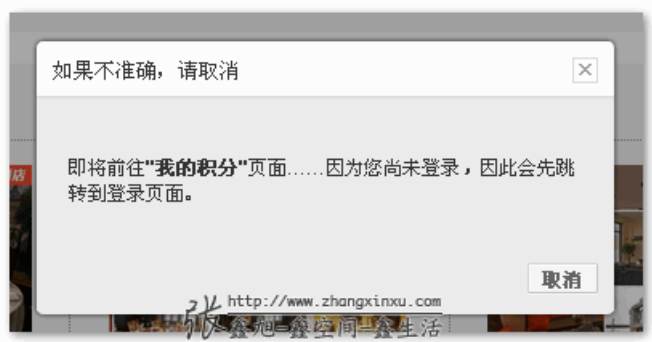 如果不准确，请取消
店
即将前往"我的积分"页面……因为您尚未登录，因此会先跳
转到登录页面。
取消
http://www.zhangxinxu.com
张-鑫旭-鑫空间-鑫生活